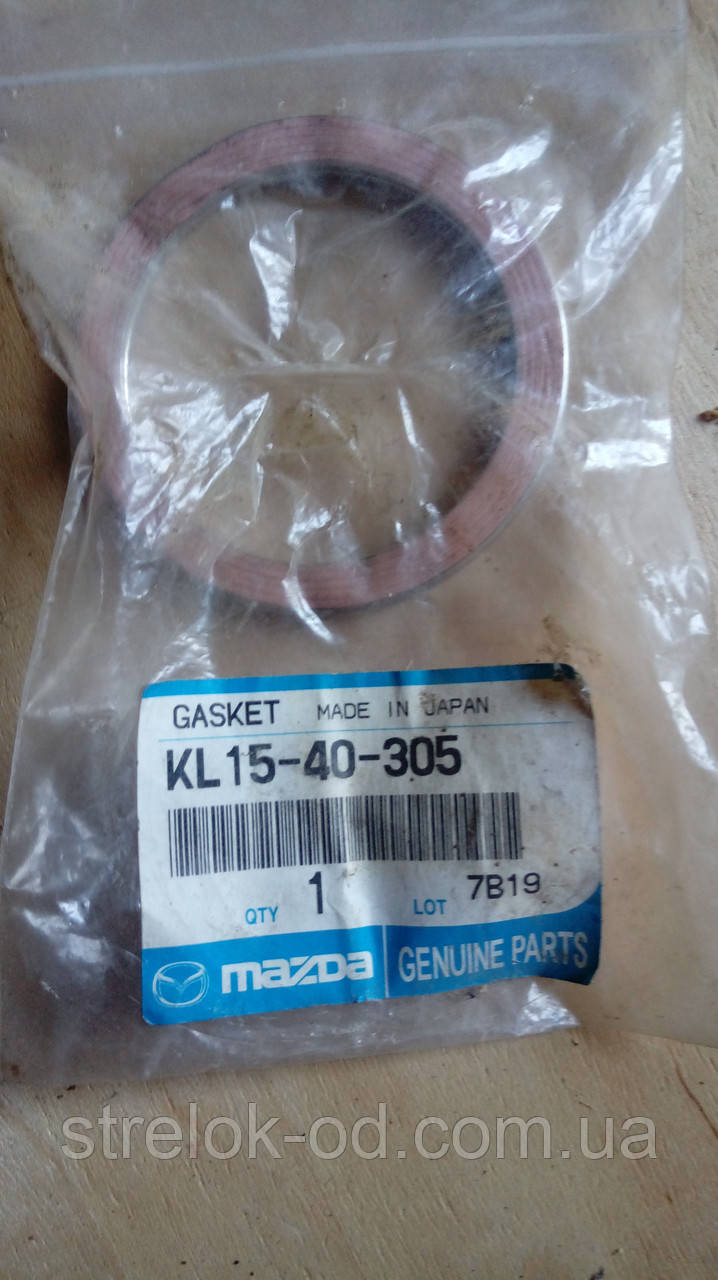 GASKET MADE IN JAPAN
KL15-40-305
QTY 1 LOT 7B19
mazda GENUINE PARTS
strelok-od.com.ua